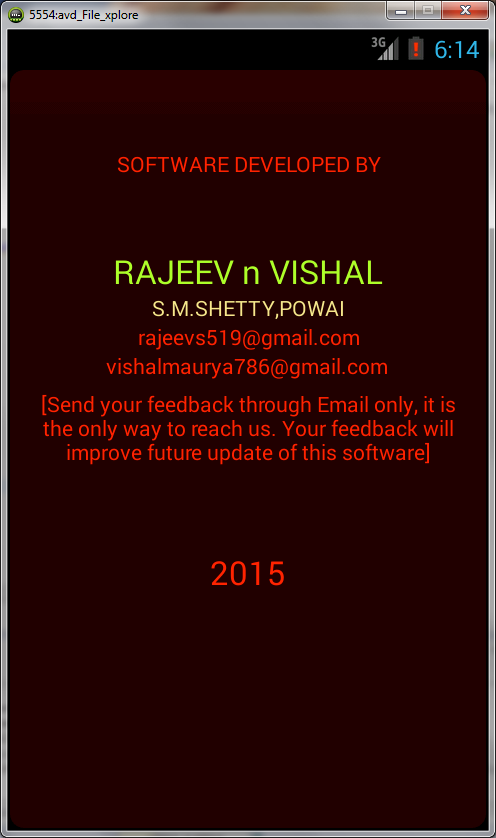 5554:avd_File_xplore
3G 6:14
SOFTWARE DEVELOPED BY
RAJEEV n VISHAL
S.M.SHETTY,POWAI
rajeevs519@gmail.com
vishalmaurya786@gmail.com
[Send your feedback through Email only, it is
the only way to reach us. Your feedback will
improve future update of this software]
2015